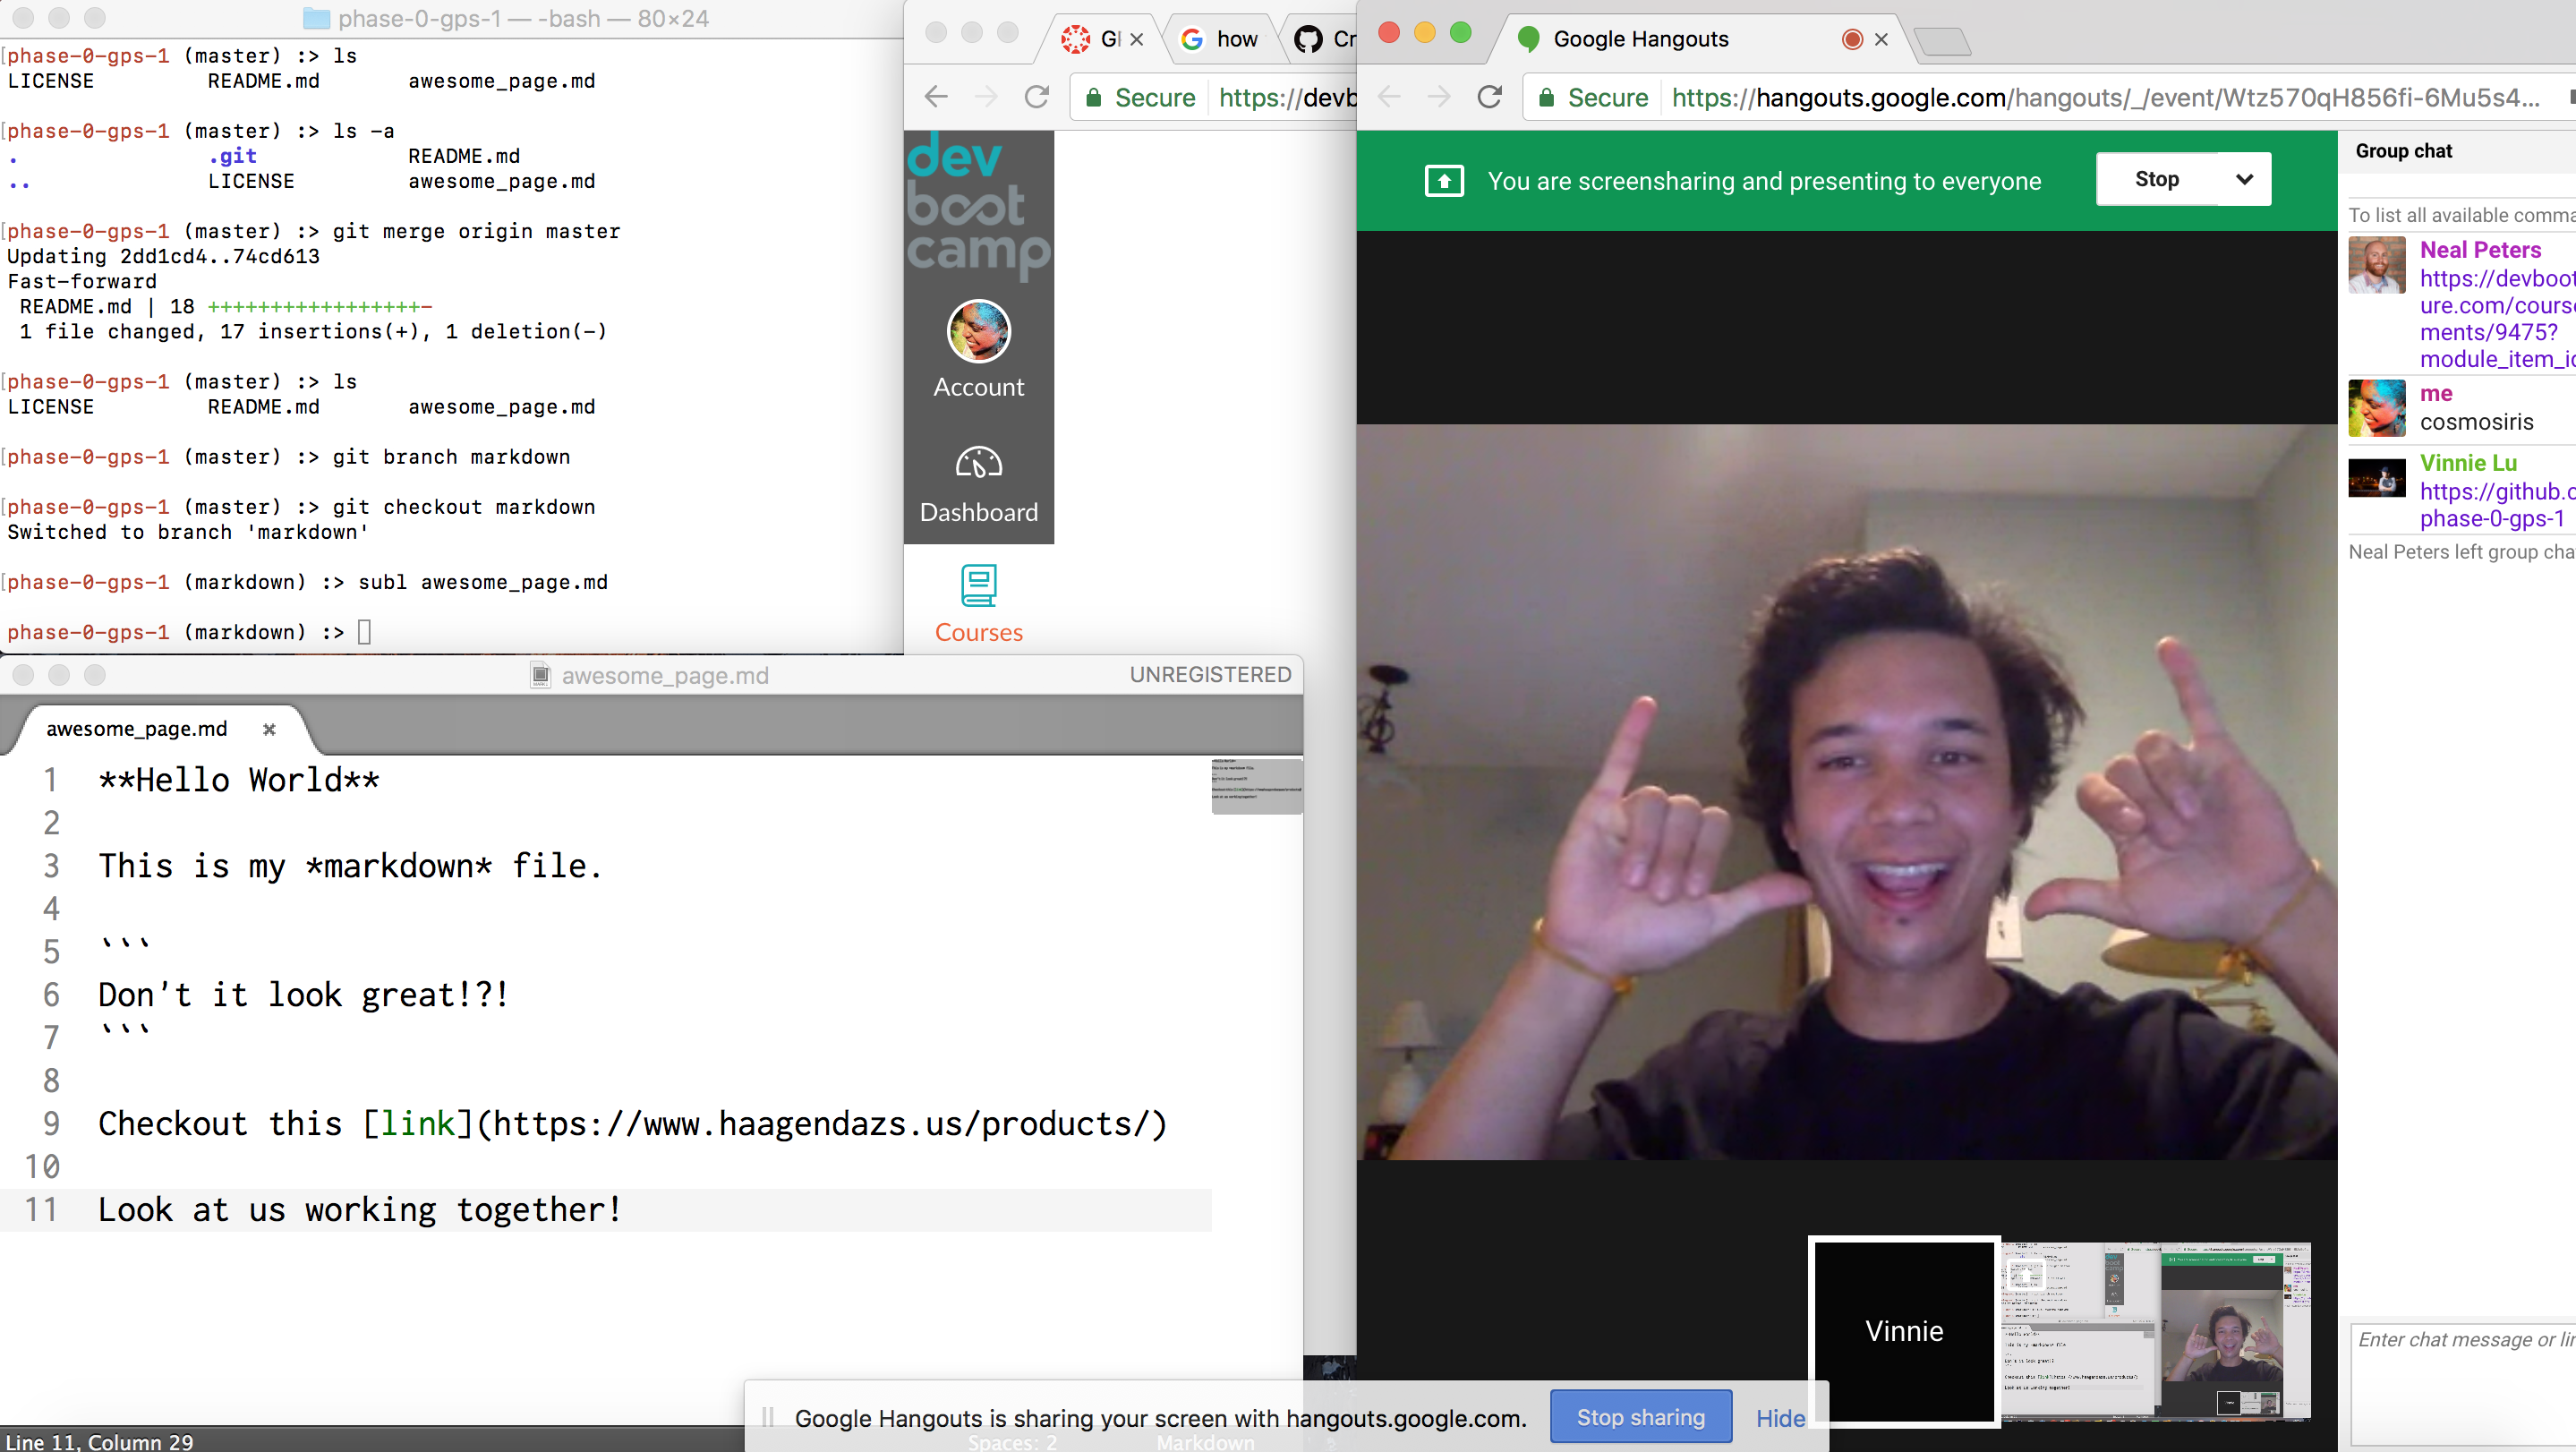 phase-0-gps-1 — -bash — 80×24
phase-0-gps-1 (master) :> ls
LICENSE README.md awesome_page.md
phase-0-gps-1 (master) :> ls -a
. .git README.md
.. LICENSE awesome_page.md
phase-0-gps-1 (master) :> git merge origin master
Updating 2dd1cd4..74cd613
Fast-forward
README.md | 18 +++++++++++++++++-
1 file changed, 17 insertions(+), 1 deletion(-)
phase-0-gps-1 (master) :> ls
LICENSE README.md awesome_page.md
phase-0-gps-1 (master) :> git branch markdown
phase-0-gps-1 (master) :> git checkout markdown
Switched to branch 'markdown'
phase-0-gps-1 (markdown) :> subl awesome_page.md
phase-0-gps-1 (markdown) :>
how
Secure https://devb
dev
boot
camp
Account
Dashboard
Courses
awesome_page.md UNREGISTERED
awesome_page.md
1 **Hello World**
2
3 This is my *markdown* file.
4
5 ```
6 Don't it look great!?!
7 ```
8
9 Checkout this [link](https://www.haagendazs.us/products/)
10
11 Look at us working together!
Line 11, Column 29
Spaces: 2
Markdown
Google Hangouts
Secure https://hangouts.google.com/hangouts/_/event/Wtz570qH856fi-6Mu5s4...
You are screensharing and presenting to everyone
Stop
Group chat
To list all available comma
Neal Peters
https://devboot
ure.com/cours
ments/9475?
module_item_i
me
cosmosiris
Vinnie Lu
https://github.c
phase-0-gps-1
Neal Peters left group cha
Vinnie
Enter chat message or li
Google Hangouts is sharing your screen with hangouts.google.com.
Stop sharing
Hide